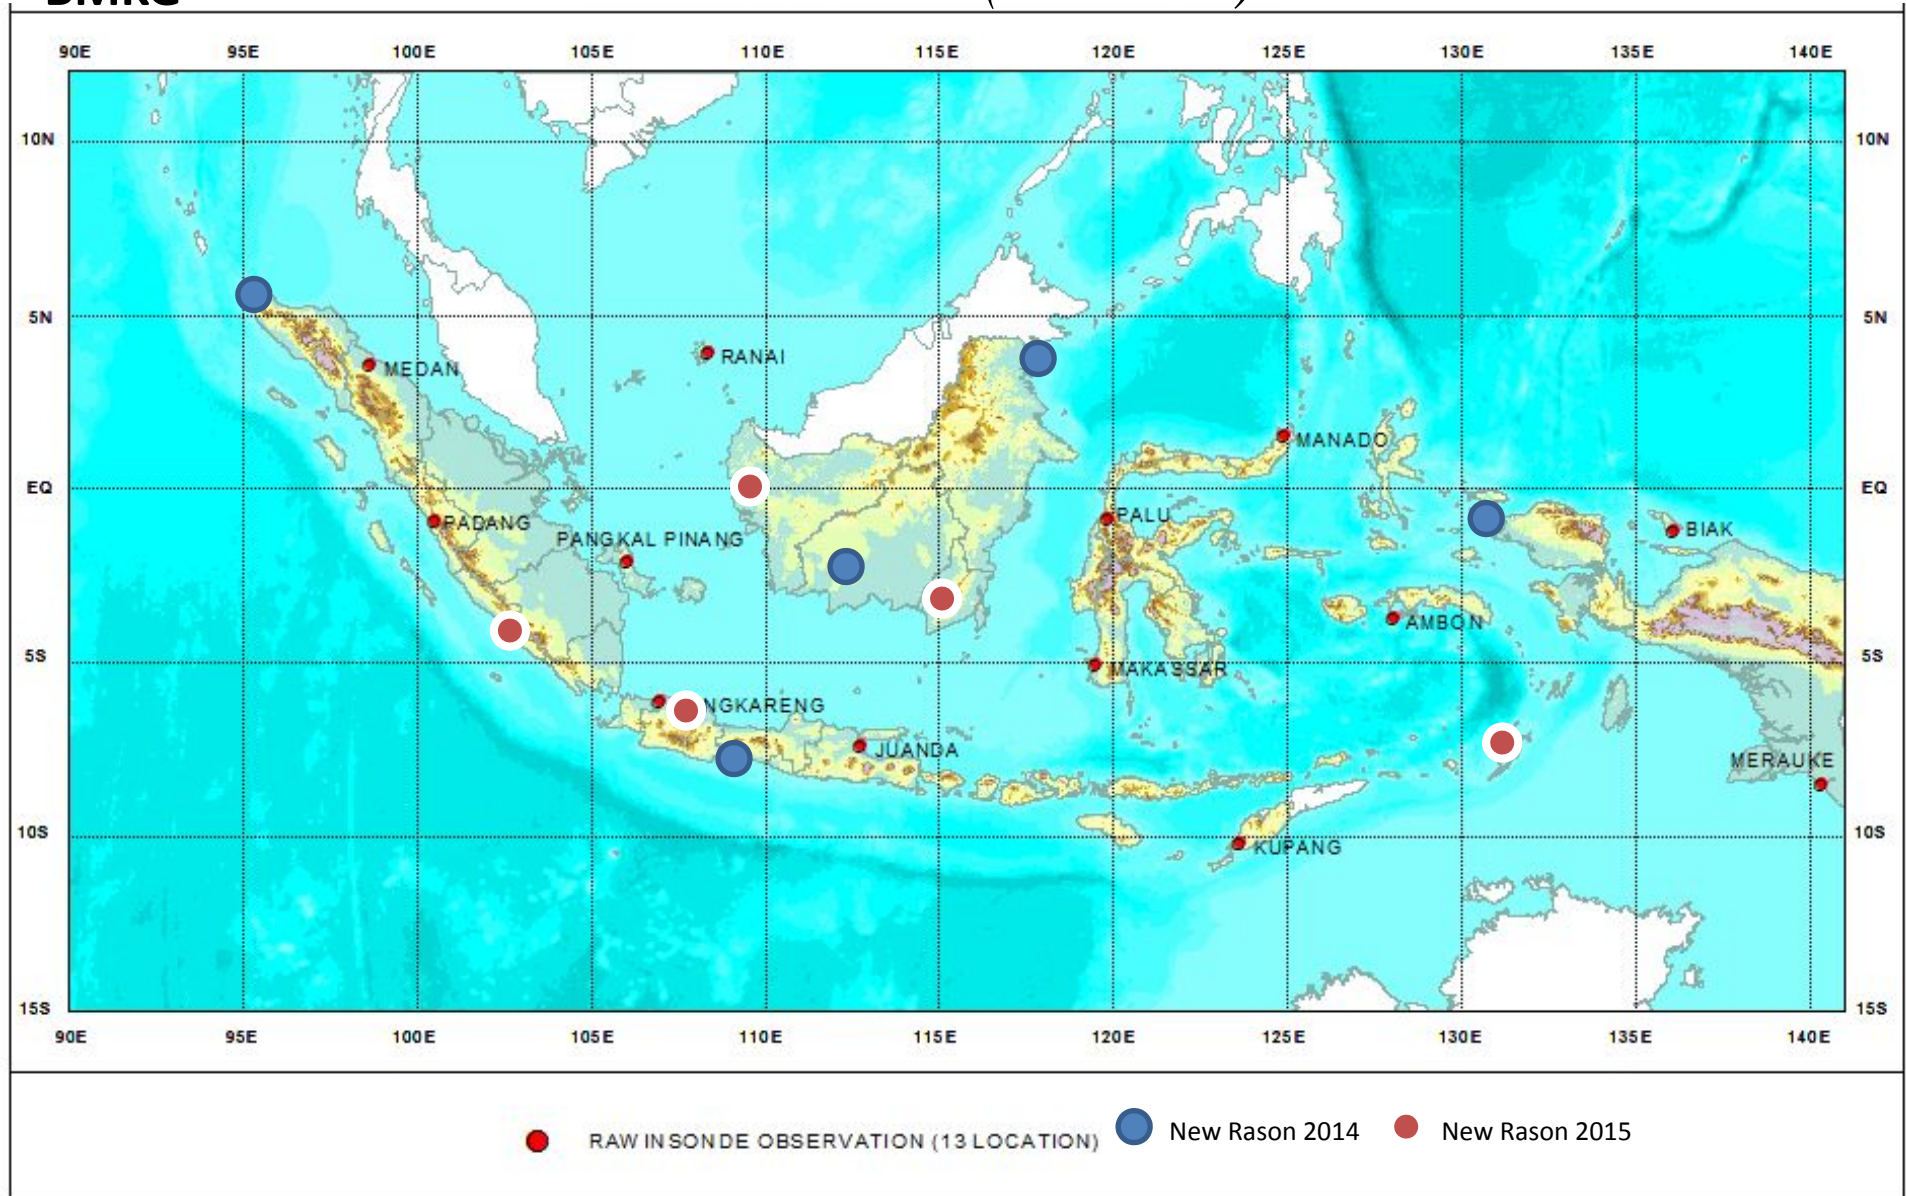 90E 95E 100E 105E 110E 115E 120E 125E 130E 135E 140E
10N 10N
5N 5N
RANAI
MEDAN
MANADO
EQ EQ
PADANG
PALU
BIAK
PANGKAL PINANG
AMBON
5S 5S
MAKASSAR
NGKARENG
JUANDA
MERAUKE
10S 10S
KUPANG
15S 15S
90E 95E 100E 105E 110E 115E 120E 125E 130E 135E 140E
RAWINSONDE OBSERVATION (13 LOCATION) New Rason 2014 New Rason 2015